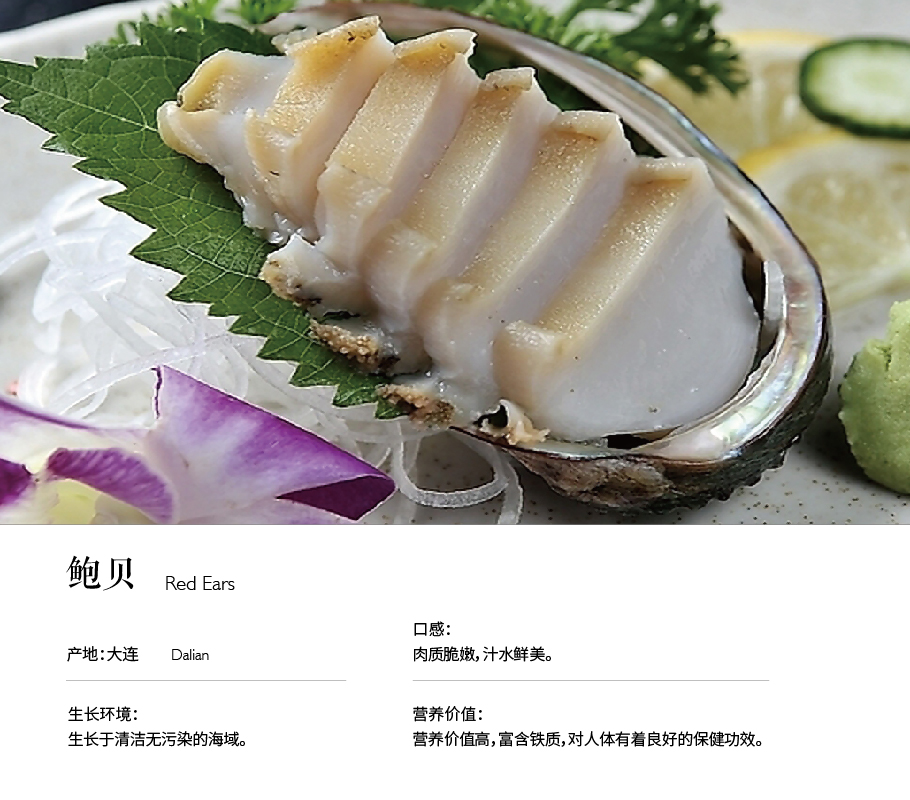 鲍贝 Red Ears
产地：大连 Dalian
口感：
肉质脆嫩，汁水鲜美。
生长环境：
生长于清洁无污染的海域。
营养价值：
营养价值高，富含铁质，对人体有着良好的保健功效。